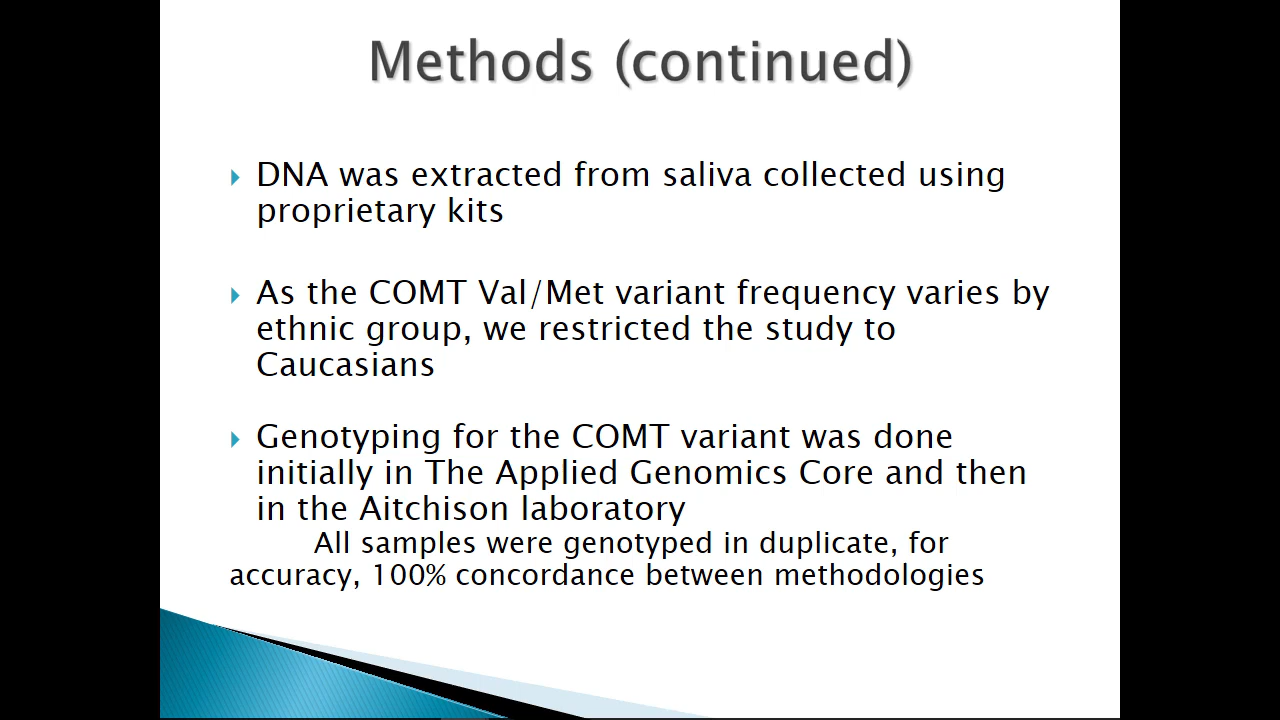 Methods (continued)
DNA was extracted from saliva collected using
proprietary kits
As the COMT Val/Met variant frequency varies by
ethnic group, we restricted the study to
Caucasians
Genotyping for the COMT variant was done
initially in The Applied Genomics Core and then
in the Aitchison laboratory
All samples were genotyped in duplicate, for
accuracy, 100% concordance between methodologies